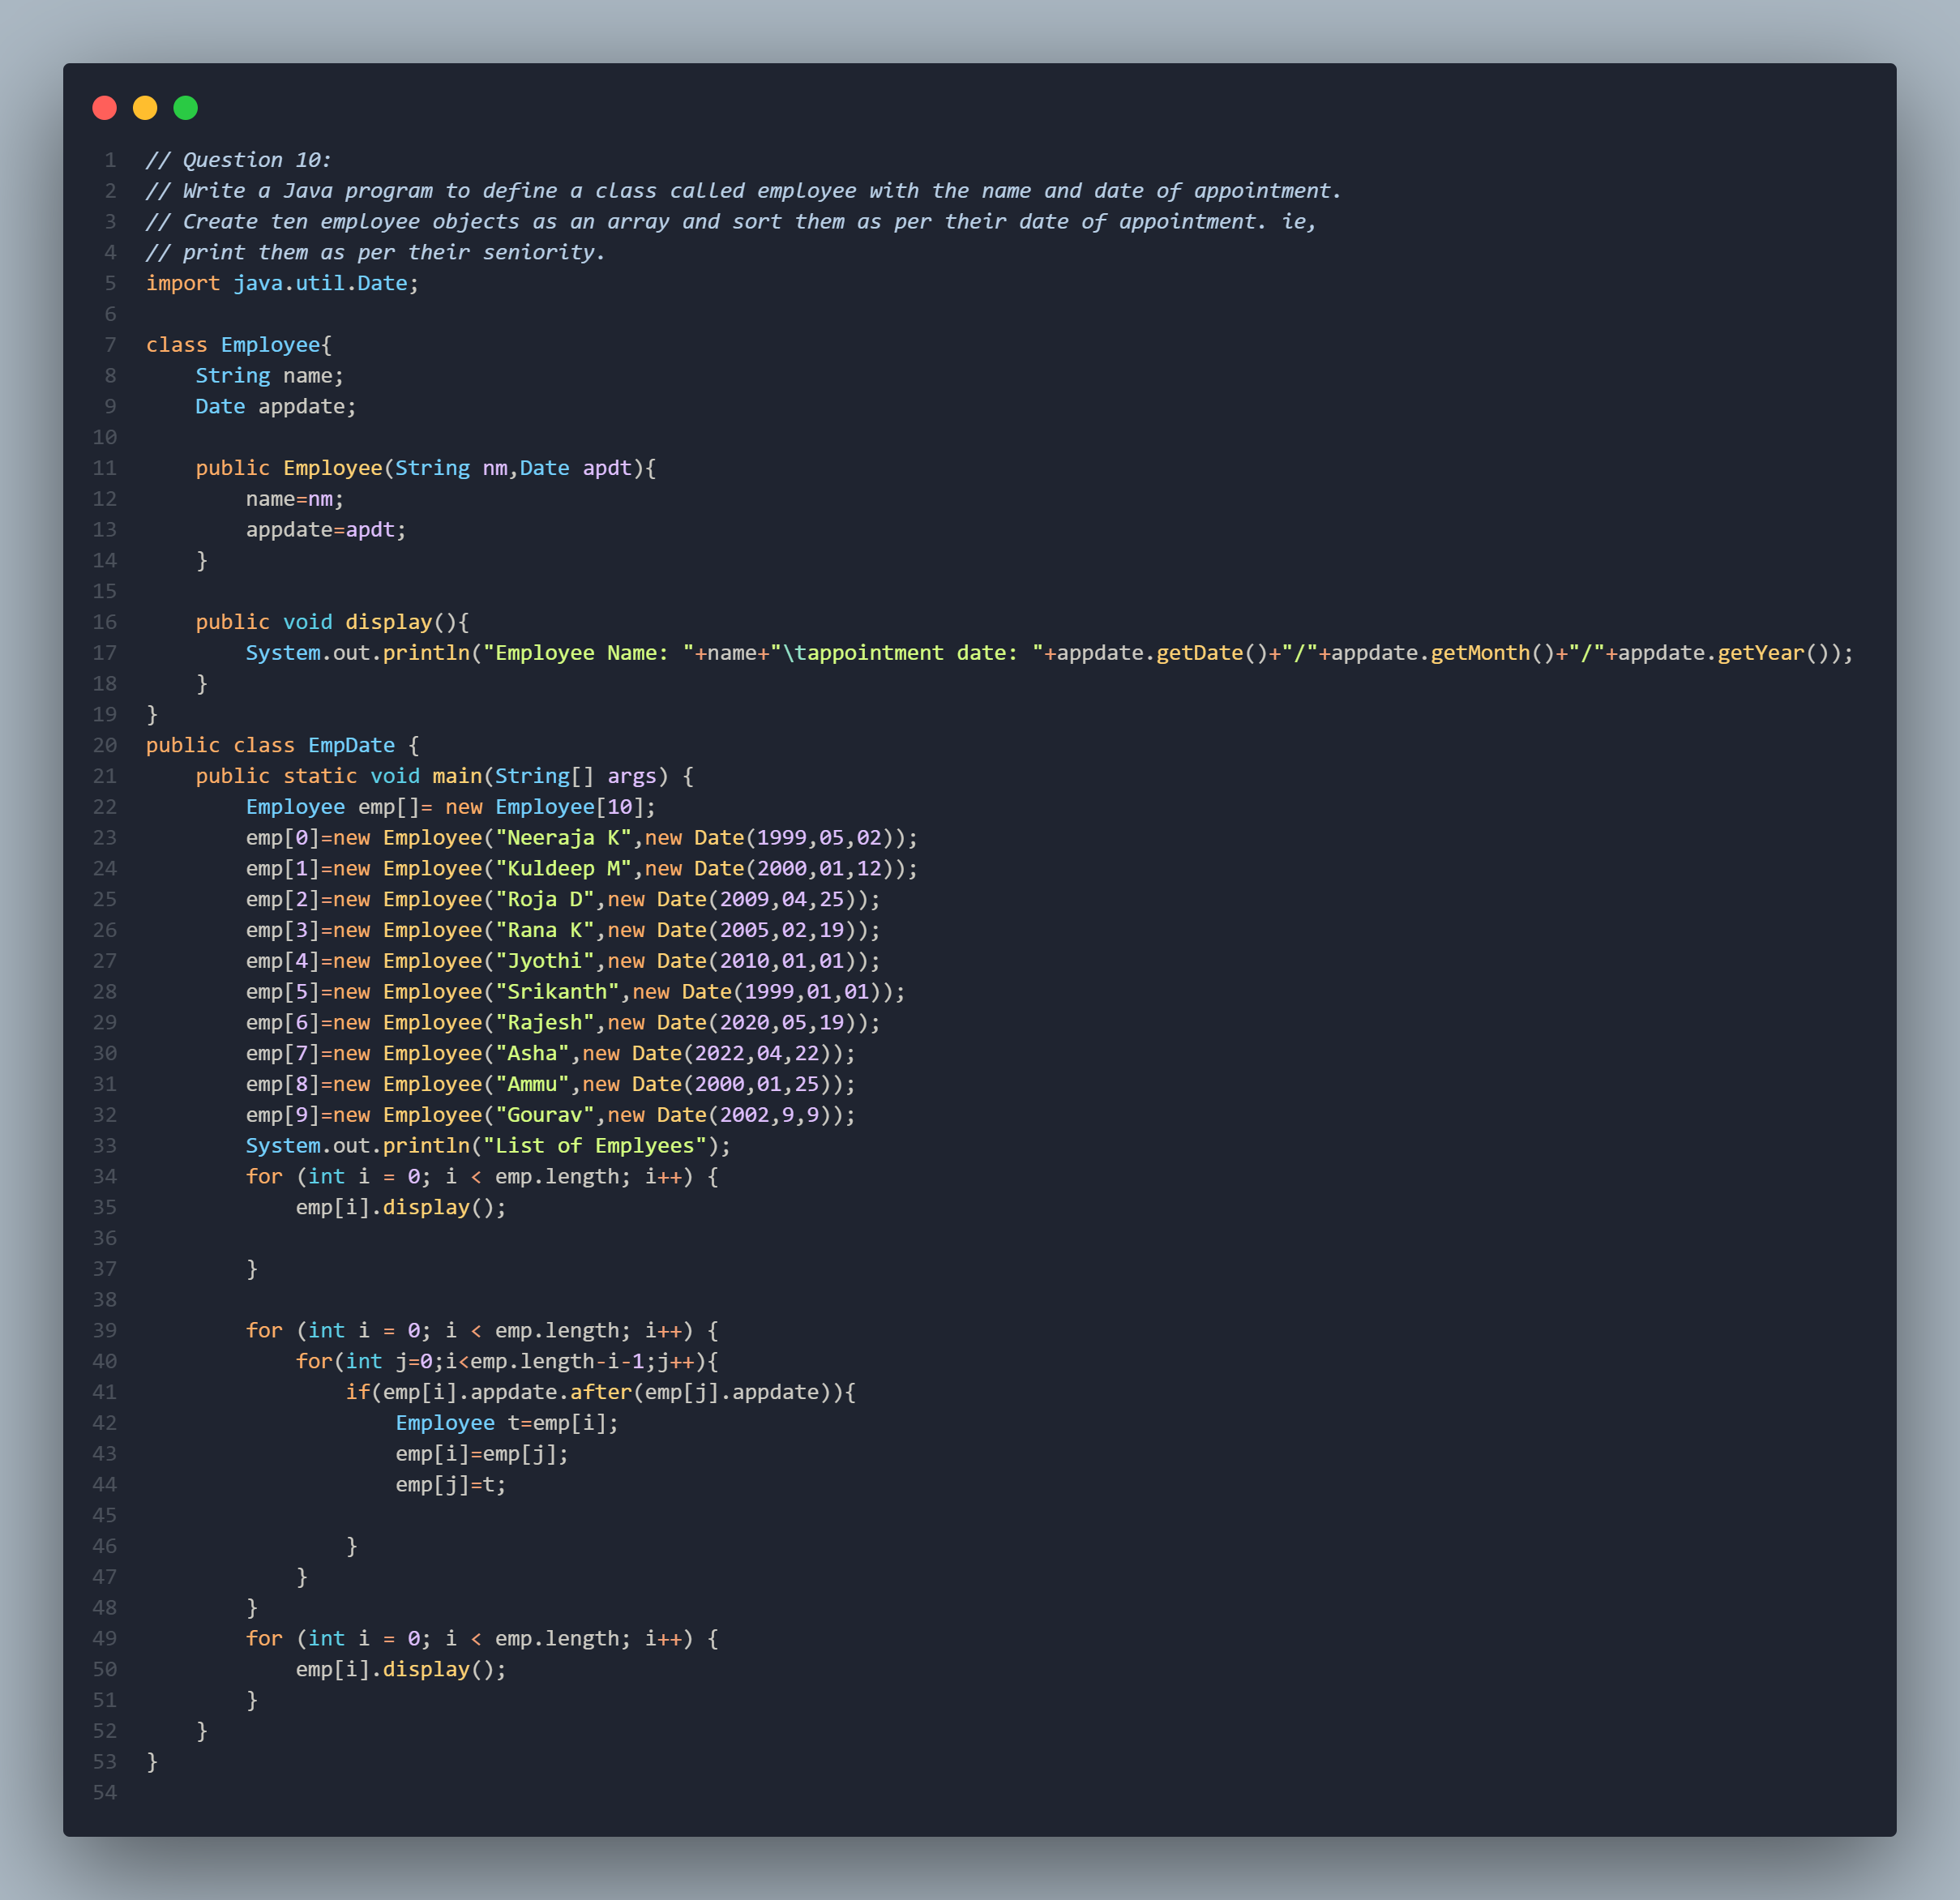 1 // Question 10:
2 // Write a Java program to define a class called employee with the name and date of appointment.
3 // Create ten employee objects as an array and sort them as per their date of appointment. ie,
4 // print them as per their seniority.
5 import java.util.Date;
6
7 class Employee{
8     String name;
9     Date appdate;
10
11     public Employee(String nm,Date apdt){
12         name=nm;
13         appdate=apdt;
14     }
15
16     public void display(){
17         System.out.println("Employee Name: "+name+"\tappointment date: "+appdate.getDate()+"/"+appdate.getMonth()+"/"+appdate.getYear());
18     }
19 }
20 public class EmpDate {
21     public static void main(String[] args) {
22         Employee emp[]= new Employee[10];
23         emp[0]=new Employee("Neeraja K",new Date(1999,05,02));
24         emp[1]=new Employee("Kuldeep M",new Date(2000,01,12));
25         emp[2]=new Employee("Roja D",new Date(2009,04,25));
26         emp[3]=new Employee("Rana K",new Date(2005,02,19));
27         emp[4]=new Employee("Jyothi",new Date(2010,01,01));
28         emp[5]=new Employee("Srikanth",new Date(1999,01,01));
29         emp[6]=new Employee("Rajesh",new Date(2020,05,19));
30         emp[7]=new Employee("Asha",new Date(2022,04,22));
31         emp[8]=new Employee("Ammu",new Date(2000,01,25));
32         emp[9]=new Employee("Gourav",new Date(2002,9,9));
33         System.out.println("List of Emplyees");
34         for (int i = 0; i < emp.length; i++) {
35             emp[i].display();
36
37         }
38
39         for (int i = 0; i < emp.length; i++) {
40             for(int j=0;i<emp.length-i-1;j++){
41                 if(emp[i].appdate.after(emp[j].appdate)){
42                     Employee t=emp[i];
43                     emp[i]=emp[j];
44                     emp[j]=t;
45
46                 }
47             }
48         }
49         for (int i = 0; i < emp.length; i++) {
50             emp[i].display();
51         }
52     }
53 }
54